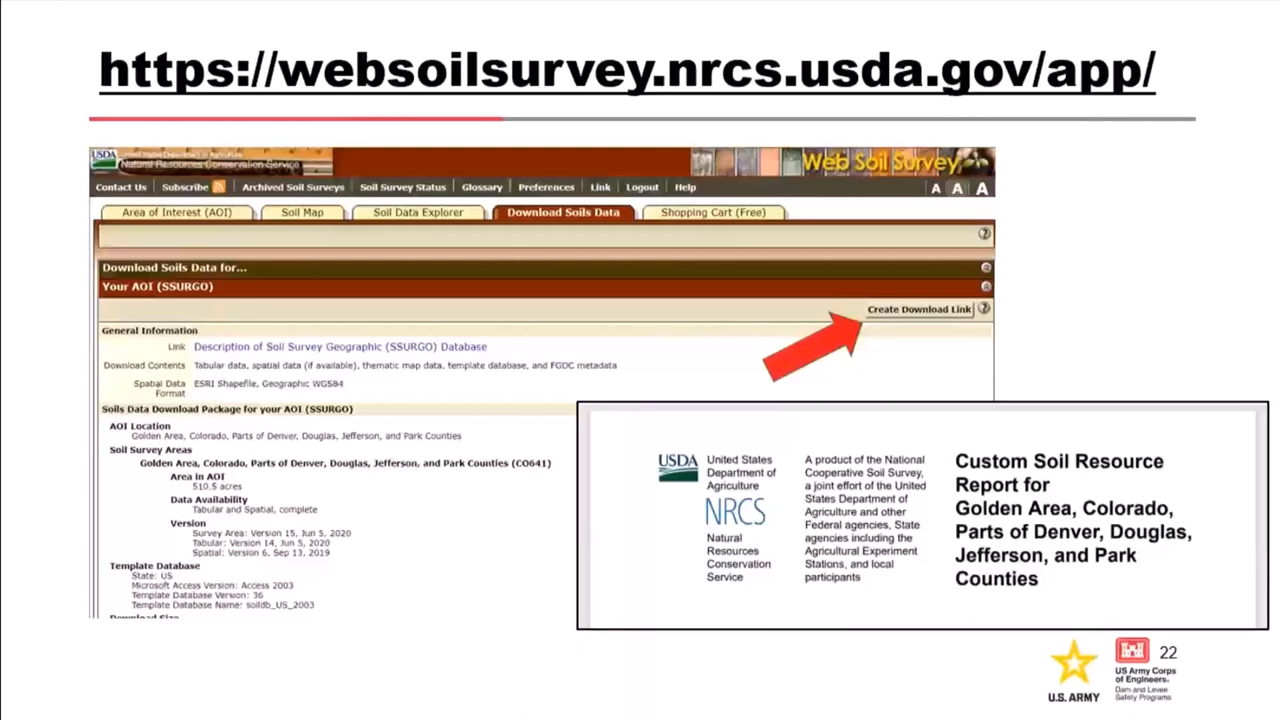 https://websoilsurvey.nrcs.usda.gov/app/
USDA United States Department of Agriculture
Natural Resources Conservation Service
Web Soil Survey
Contact Us | Subscribe | Archived Soil Surveys | Soil Survey Status | Glossary | Preferences | Link | Logout | Help A A A
Area of Interest (AOI) Soil Map Soil Data Explorer Download Soils Data Shopping Cart (Free)
?
Download Soils Data for...
Your AOI (SSURGO)
Create Download Link ?
General Information
Link Description of Soil Survey Geographic (SSURGO) Database
Download Contents Tabular data, spatial data (if available), thematic map data, template database, and FGDC metadata
Spatial Data Format ESRI Shapefile, Geographic WGS84
Soils Data Download Package for your AOI (SSURGO)
AOI Location
Golden Area, Colorado, Parts of Denver, Douglas, Jefferson, and Park Counties
Soil Survey Areas
Golden Area, Colorado, Parts of Denver, Douglas, Jefferson, and Park Counties (CO641)
Area in AOI
510.5 acres
Data Availability
Tabular and Spatial, complete
Version
Survey Area: Version 15, Jun 5, 2020
Tabular: Version 14, Jun 5, 2020
Spatial: Version 6, Sep 13, 2019
Template Database
State: US
Microsoft Access Version: Access 2003
Template Database Version: 36
Template Database Name: soildb_US_2003
Download Size
USDA
United States
Department of
Agriculture
NRCS
Natural
Resources
Conservation
Service
A product of the National
Cooperative Soil Survey,
a joint effort of the United
States Department of
Agriculture and other
Federal agencies, State
agencies including the
Agricultural Experiment
Stations, and local
participants
Custom Soil Resource
Report for
Golden Area, Colorado,
Parts of Denver, Douglas,
Jefferson, and Park
Counties
U.S. ARMY
US Army Corps
of Engineers®
Dam and Levee
Safety Programs
22